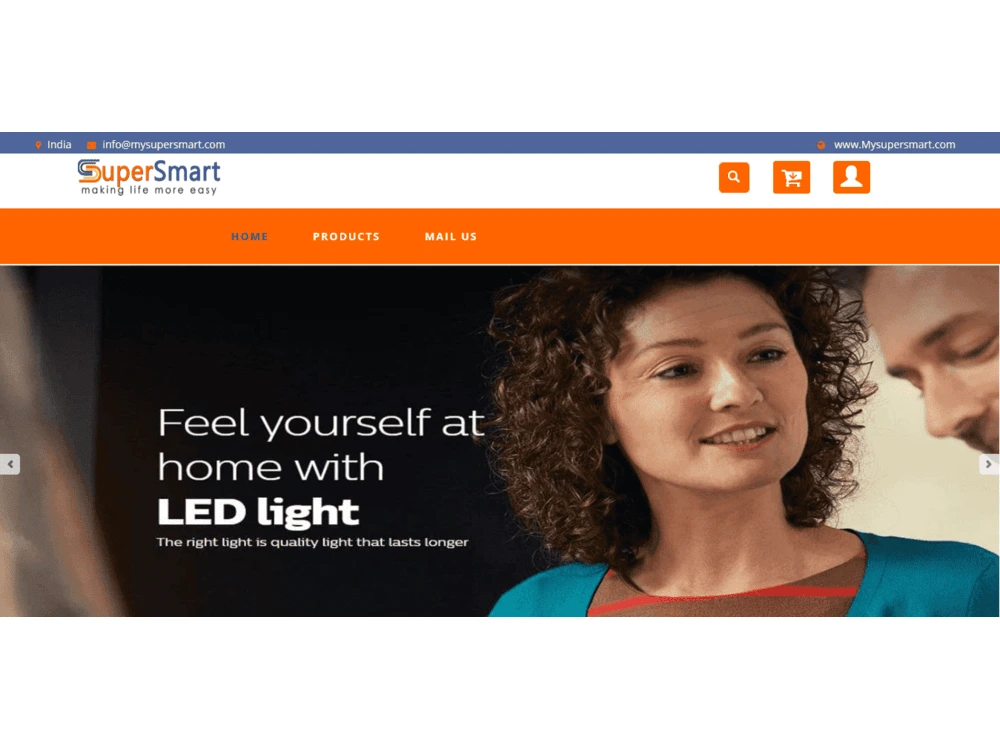 India info@mysupersmart.com www.Mysupersmart.com
SuperSmart
making life more easy
HOME PRODUCTS MAIL US
Feel yourself at
home with
LED light
The right light is quality light that lasts longer